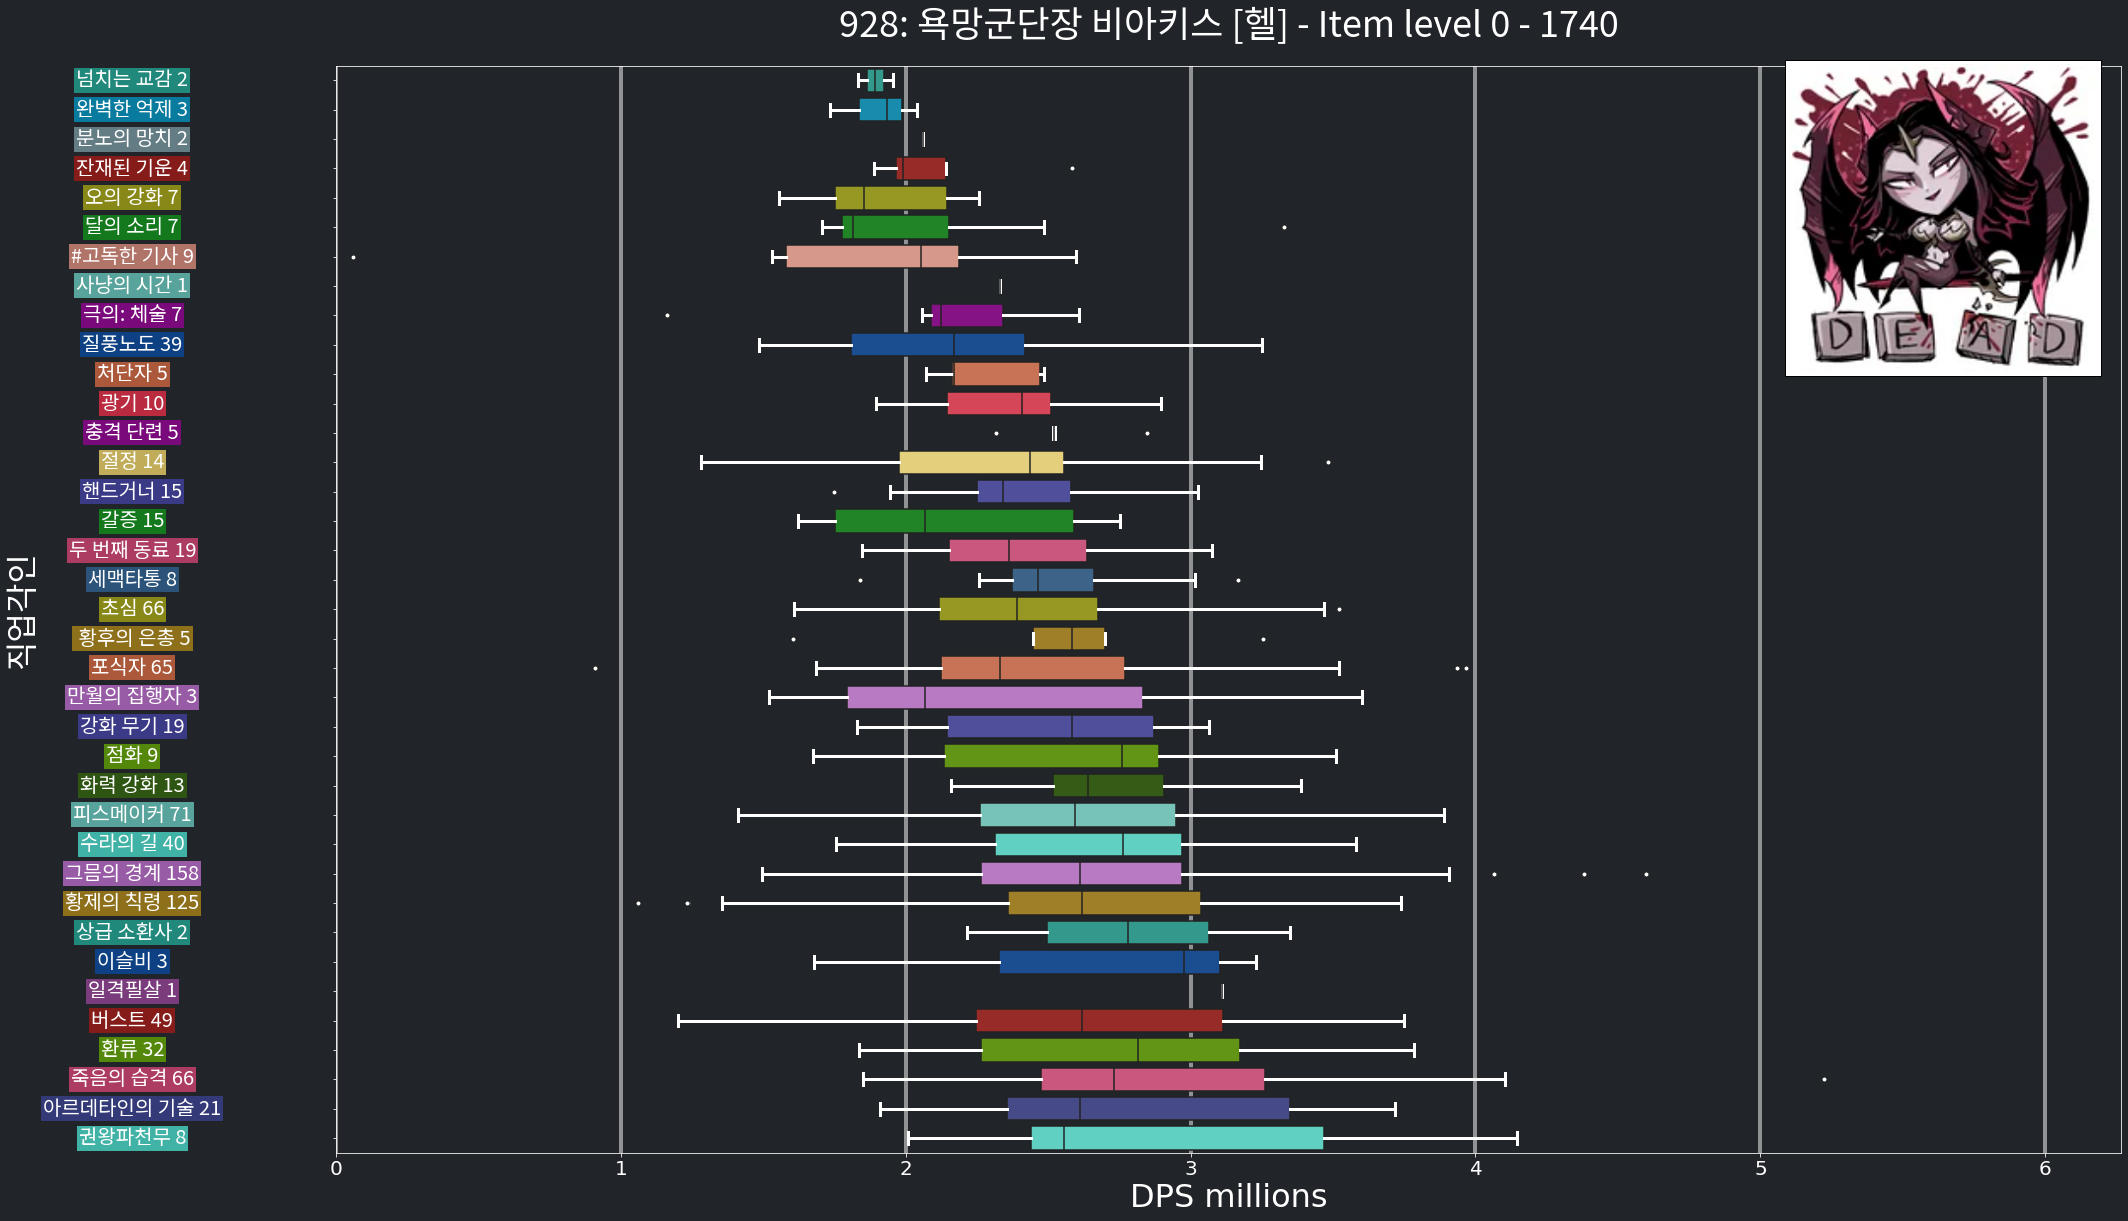 928: 욕망군단장 비아키스 [헬] - Item level 0 - 1740
넘치는 교감 2
완벽한 억제 3
분노의 망치 2
잔재된 기운 4
오의 강화 7
달의 소리 7
#고독한 기사 9
사냥의 시간 1
극의: 체술 7
질풍노도 39
처단자 5
광기 10
충격 단련 5
절정 14
핸드거너 15
갈증 15
두 번째 동료 19
세맥타통 8
초심 66
황후의 은총 5
포식자 65
만월의 집행자 3
강화 무기 19
점화 9
화력 강화 13
피스메이커 71
수라의 길 40
그믐의 경계 158
황제의 칙령 125
상급 소환사 2
이슬비 3
일격필살 1
버스트 49
환류 32
죽음의 습격 66
아르데타인의 기술 21
권왕파천무 8
직업각인
0 1 2 3 4 5 6
DPS millions
DEAD